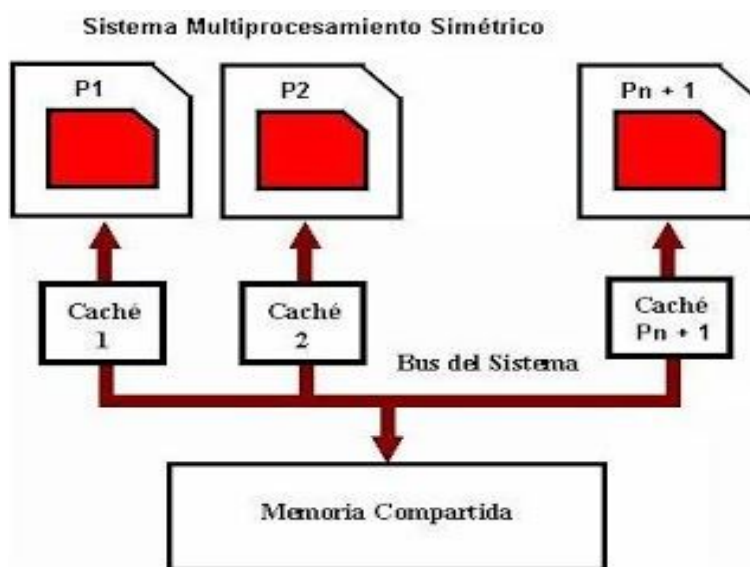 Sistema Multiprocesamiento Simétrico
P1
P2
Pn + 1
Caché
1
Caché
2
Caché
Pn + 1
Bus del Sistema
Memoria Compartida